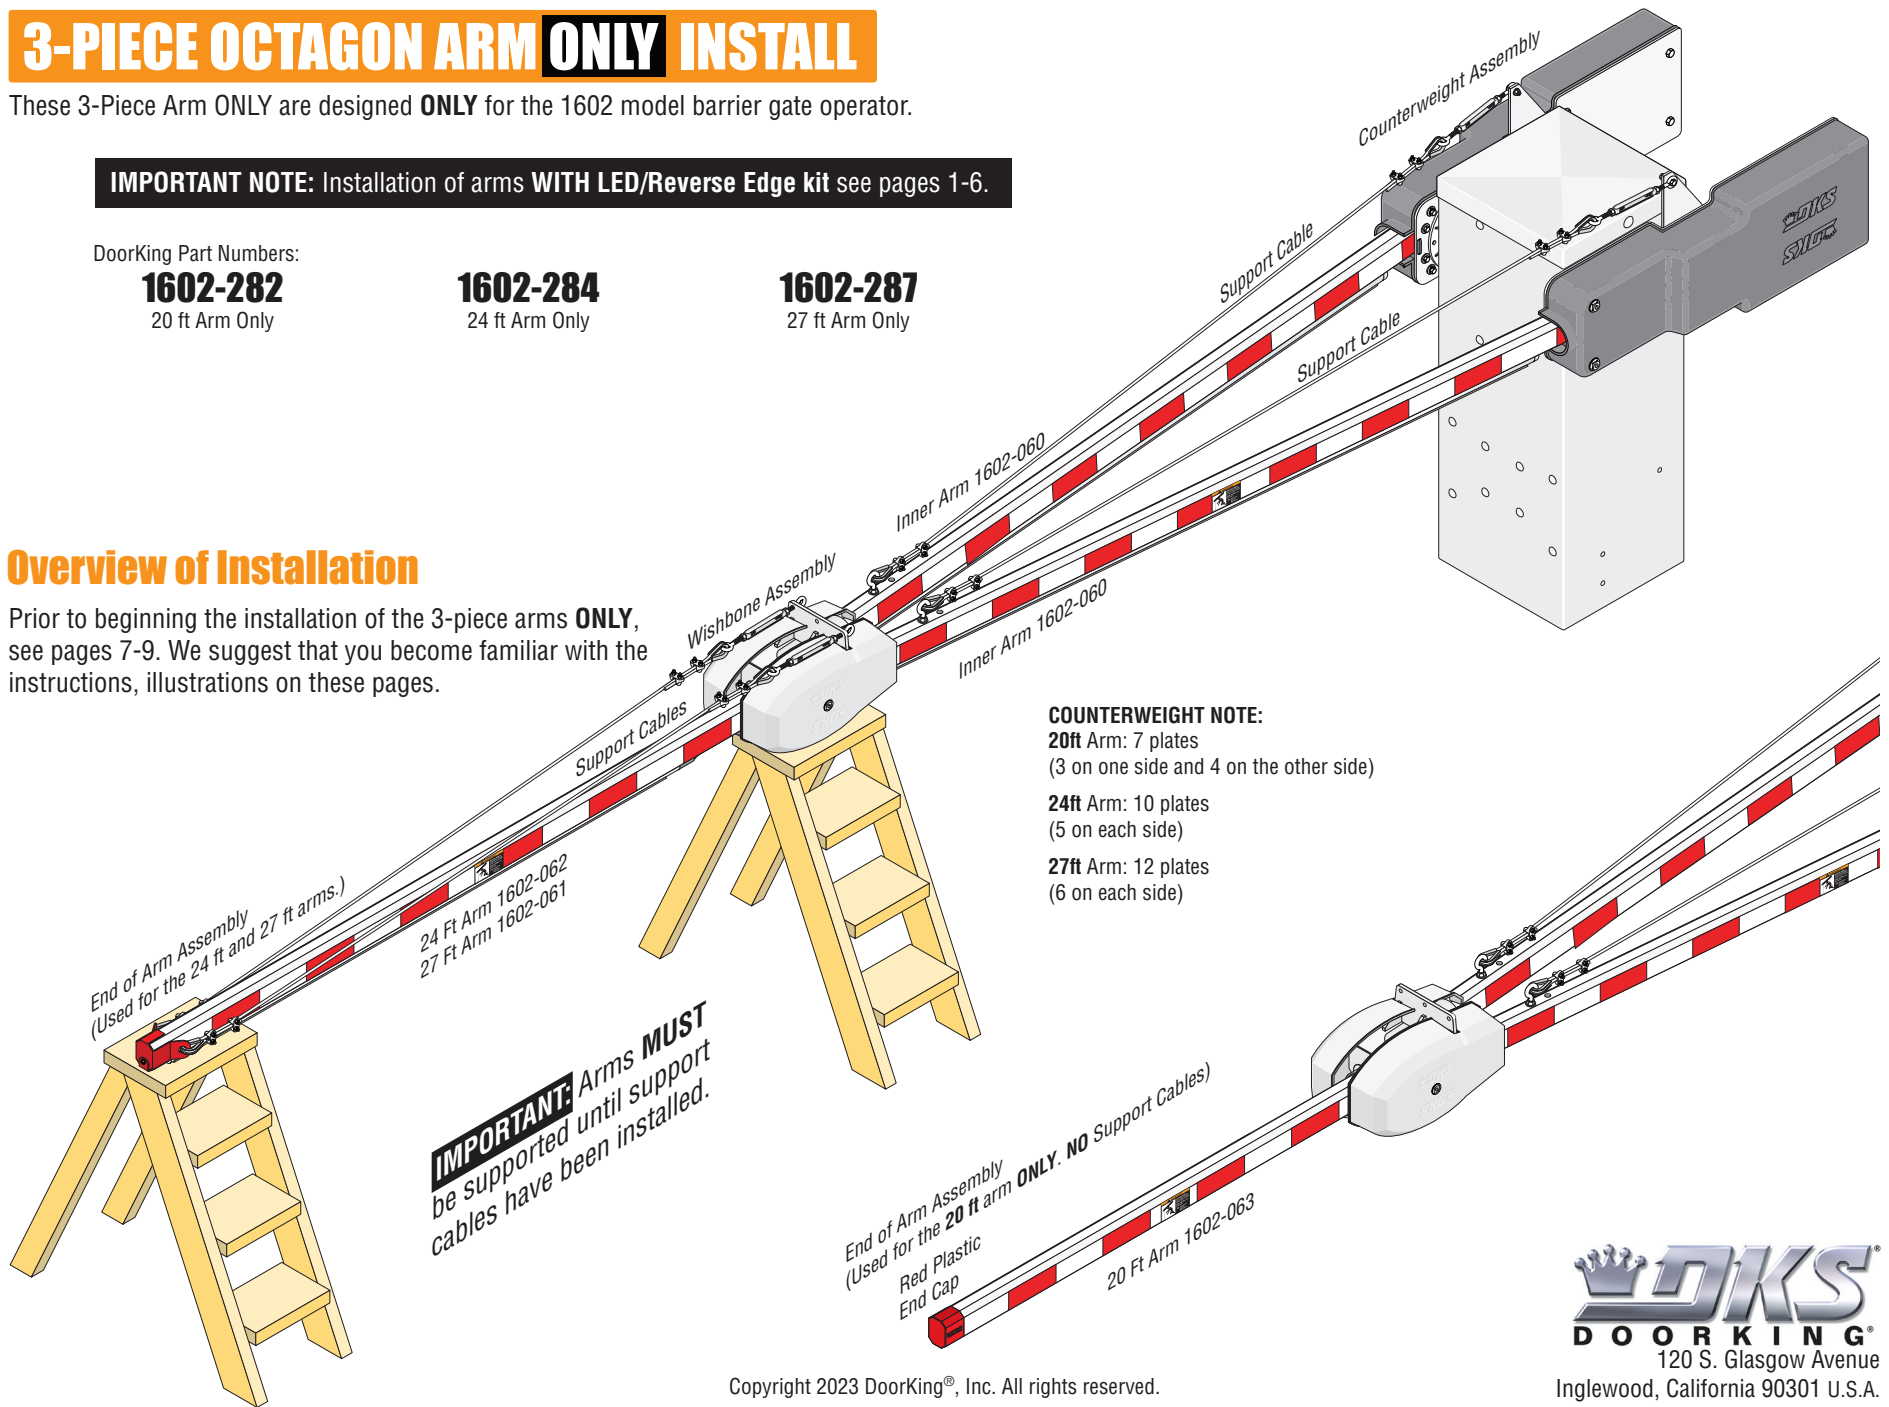 3-PIECE OCTAGON ARM ONLY INSTALL
These 3-Piece Arm ONLY are designed ONLY for the 1602 model barrier gate operator.
IMPORTANT NOTE: Installation of arms WITH LED/Reverse Edge kit see pages 1-6.
DoorKing Part Numbers:
1602-282
20 ft Arm Only
1602-284
24 ft Arm Only
1602-287
27 ft Arm Only
Counterweight Assembly
Support Cable
Support Cable
DKS
DKS
Inner Arm 1602-060
Inner Arm 1602-060
Overview of Installation
Prior to beginning the installation of the 3-piece arms ONLY,
see pages 7-9. We suggest that you become familiar with the
instructions, illustrations on these pages.
Wishbone Assembly
DKS
DKS
Support Cables
COUNTERWEIGHT NOTE:
20ft Arm: 7 plates
(3 on one side and 4 on the other side)
24ft Arm: 10 plates
(5 on each side)
27ft Arm: 12 plates
(6 on each side)
End of Arm Assembly
(Used for the 24 ft and 27 ft arms.)
24 Ft Arm 1602-062
27 Ft Arm 1602-061
IMPORTANT: Arms MUST
be supported until support
cables have been installed.
DKS
DKS
End of Arm Assembly
(Used for the 20 ft arm ONLY. NO Support Cables)
Red Plastic
End Cap
20 Ft Arm 1602-063
DKS®
DOORKING®
120 S. Glasgow Avenue
Inglewood, California 90301 U.S.A.
Copyright 2023 DoorKing®, Inc. All rights reserved.